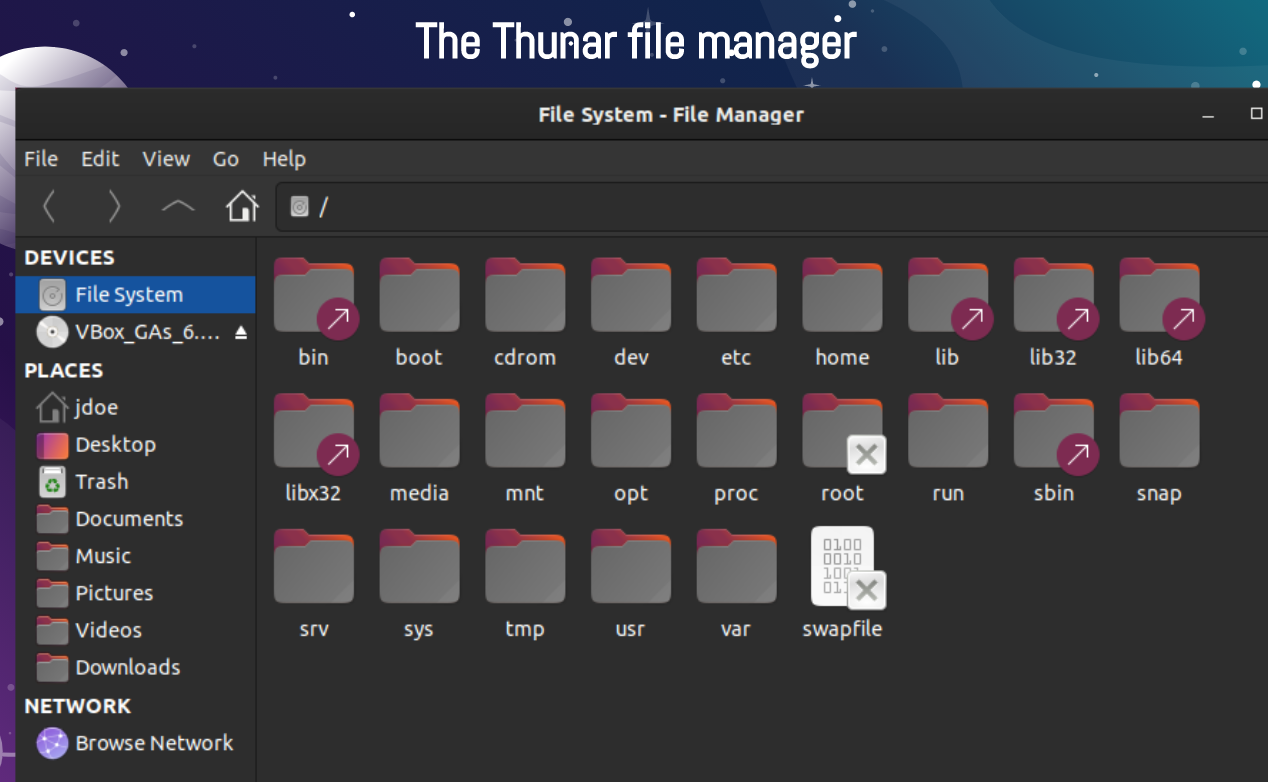 The Thunar file manager
File System - File Manager
File Edit View Go Help
/
DEVICES
File System
VBox_GAs_6....
PLACES
jdoe
Desktop
Trash
Documents
Music
Pictures
Videos
Downloads
NETWORK
Browse Network
bin boot cdrom dev etc home lib lib32 lib64
libx32 media mnt opt proc root run sbin snap
0100
0010
srv sys tmp usr var swapfile